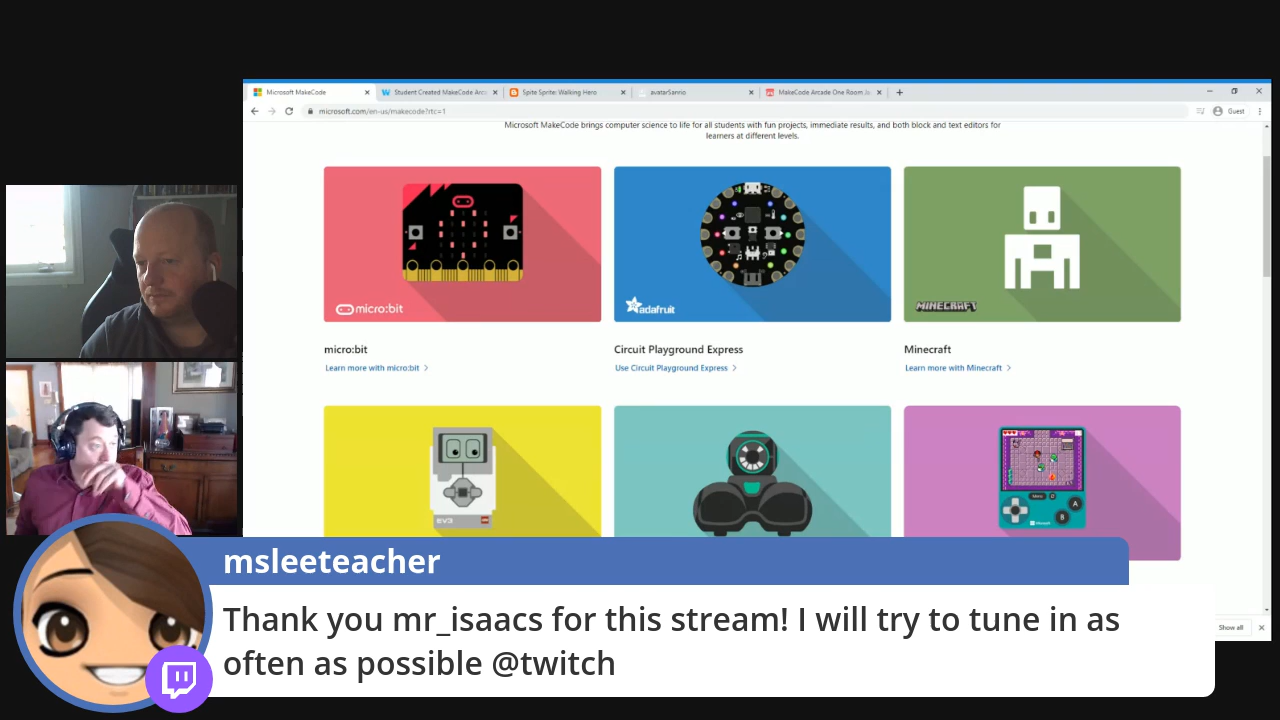 Microsoft MakeCode
Student Created MakeCode Arc
Spite Sprite: Walking Hero
avatarSanrio
MakeCode Arcade One Room Ja
microsoft.com/en-us/makecode?rtc=1
Guest
Microsoft MakeCode brings computer science to life for all students with fun projects, immediate results, and both block and text editors for
learners at different levels.
micro:bit
adafruit
MINECRAFT
micro:bit
Circuit Playground Express
Minecraft
Learn more with micro:bit
Use Circuit Playground Express
Learn more with Minecraft
EV3
Menu
A
B
Microsoft
msleeteacher
Thank you mr_isaacs for this stream! I will try to tune in as
often as possible @twitch
Show all